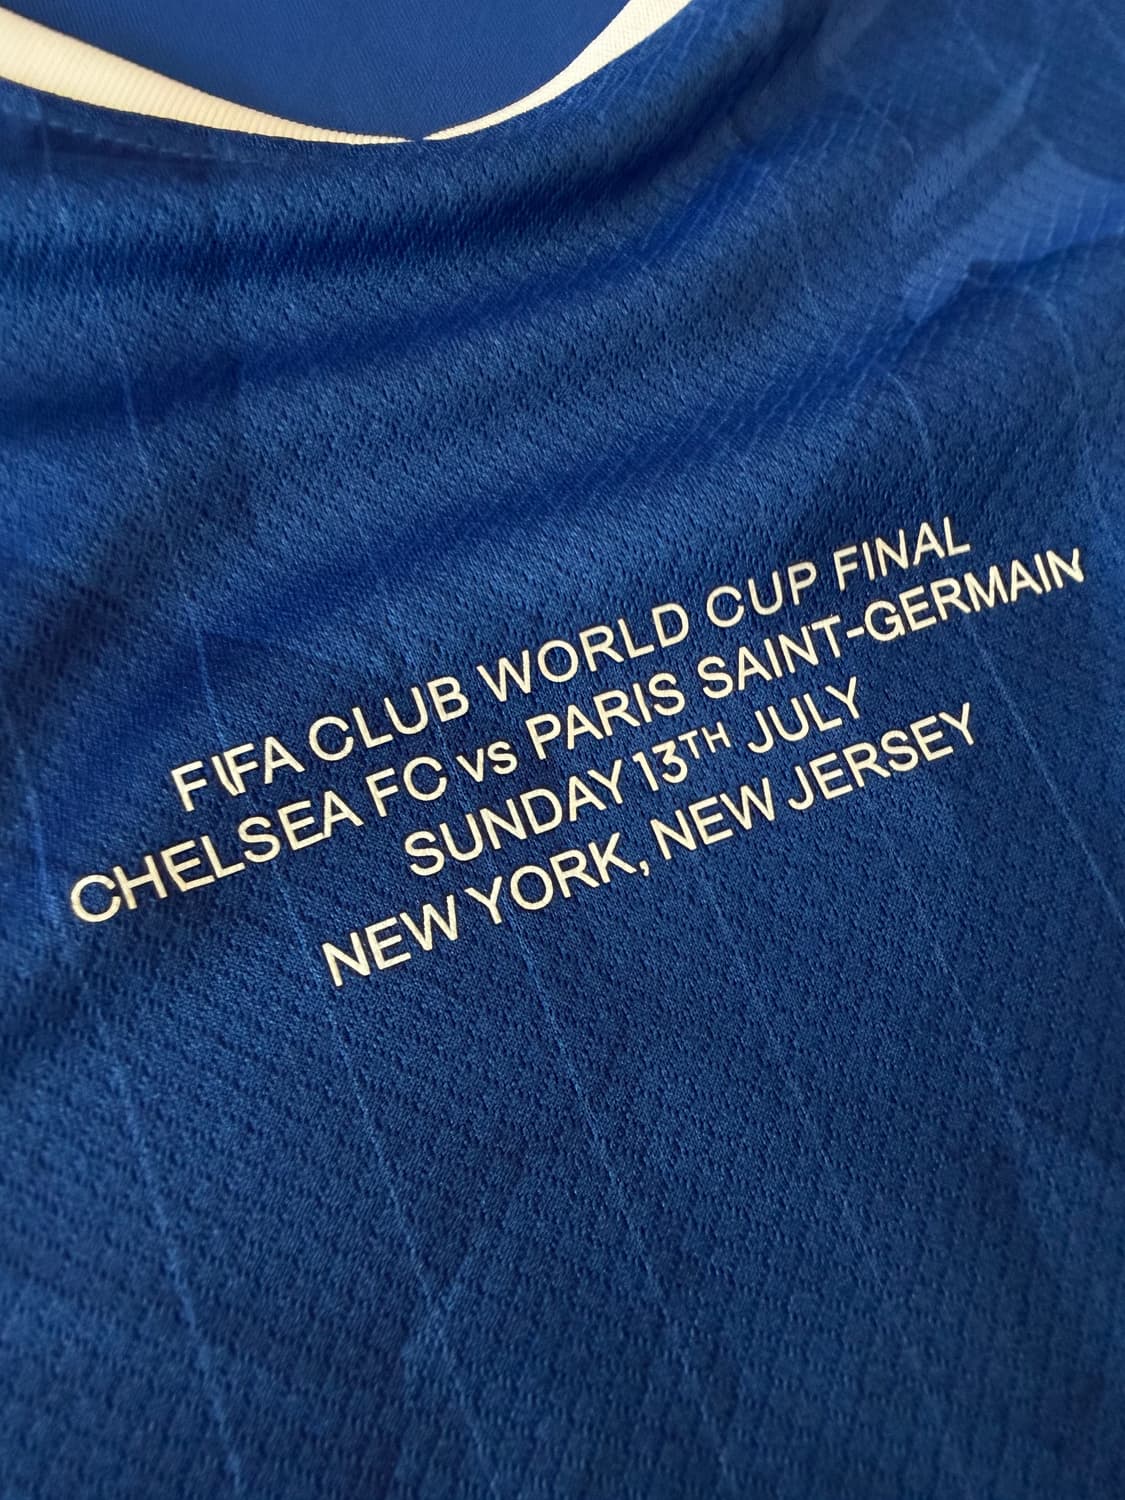 FIFA CLUB WORLD CUP FINAL
CHELSEA FC vs PARIS SAINT-GERMAIN
SUNDAY 13TH JULY
NEW YORK, NEW JERSEY